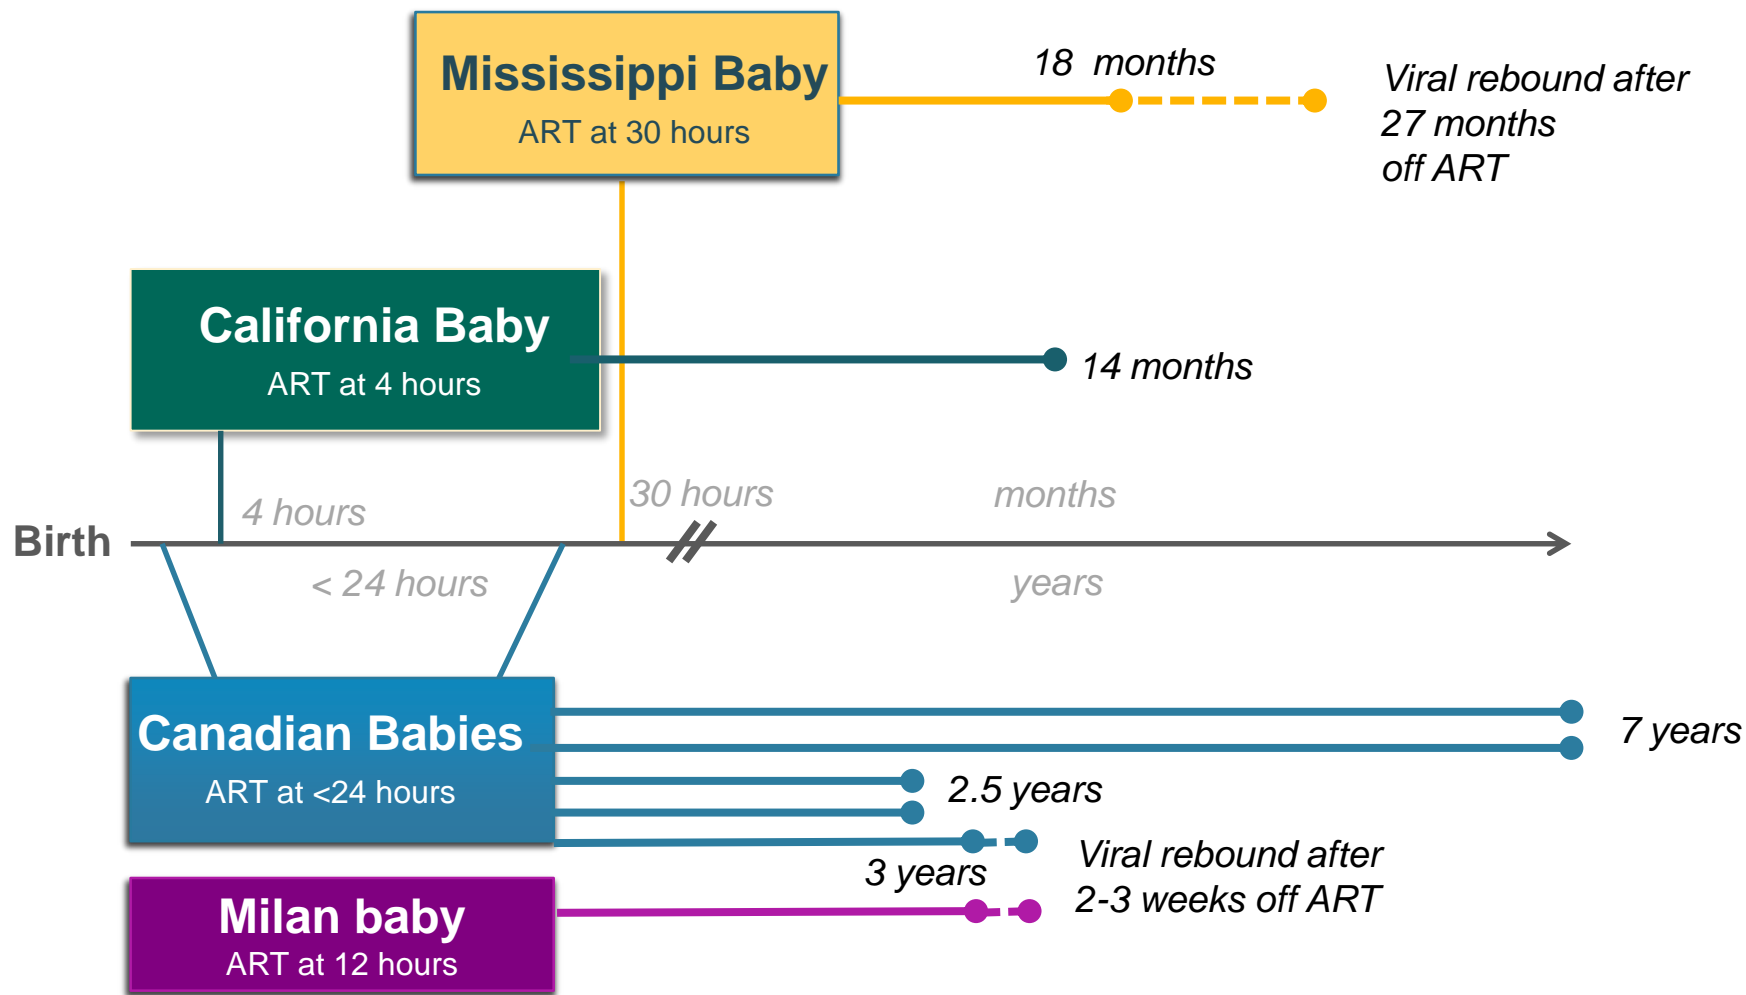 Mississippi Baby
ART at 30 hours
18 months
Viral rebound after
27 months
off ART
California Baby
ART at 4 hours
14 months
4 hours
30 hours
months
Birth
< 24 hours
years
Canadian Babies
ART at <24 hours
7 years
2.5 years
3 years
Viral rebound after
2-3 weeks off ART
Milan baby
ART at 12 hours